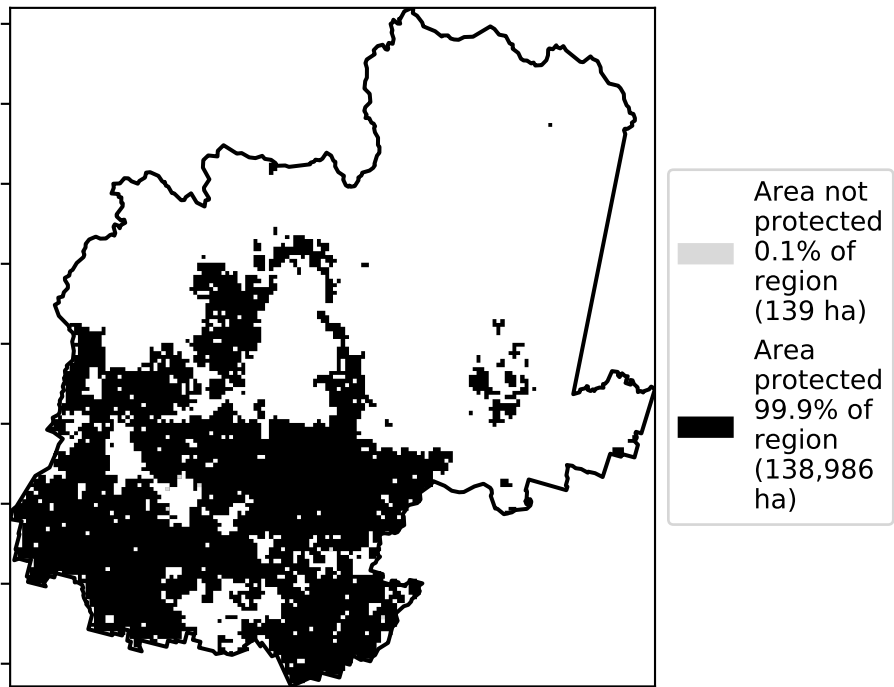 Area not
protected
0.1% of
region
(139 ha)
Area
protected
99.9% of
region
(138,986
ha)